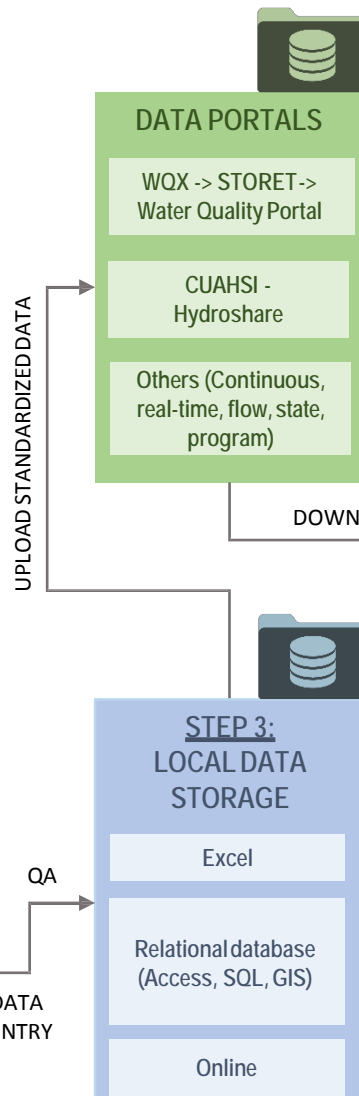 DATA PORTALS
WQX -> STORET->
Water Quality Portal
CUAHSI -
Hydroshare
Others (Continuous,
real-time, flow, state,
program)
UPLOAD STANDARDIZED DATA
DOWN
STEP 3:
LOCAL DATA
STORAGE
Excel
QA
Relational database
(Access, SQL, GIS)
DATA
NTRY
Online